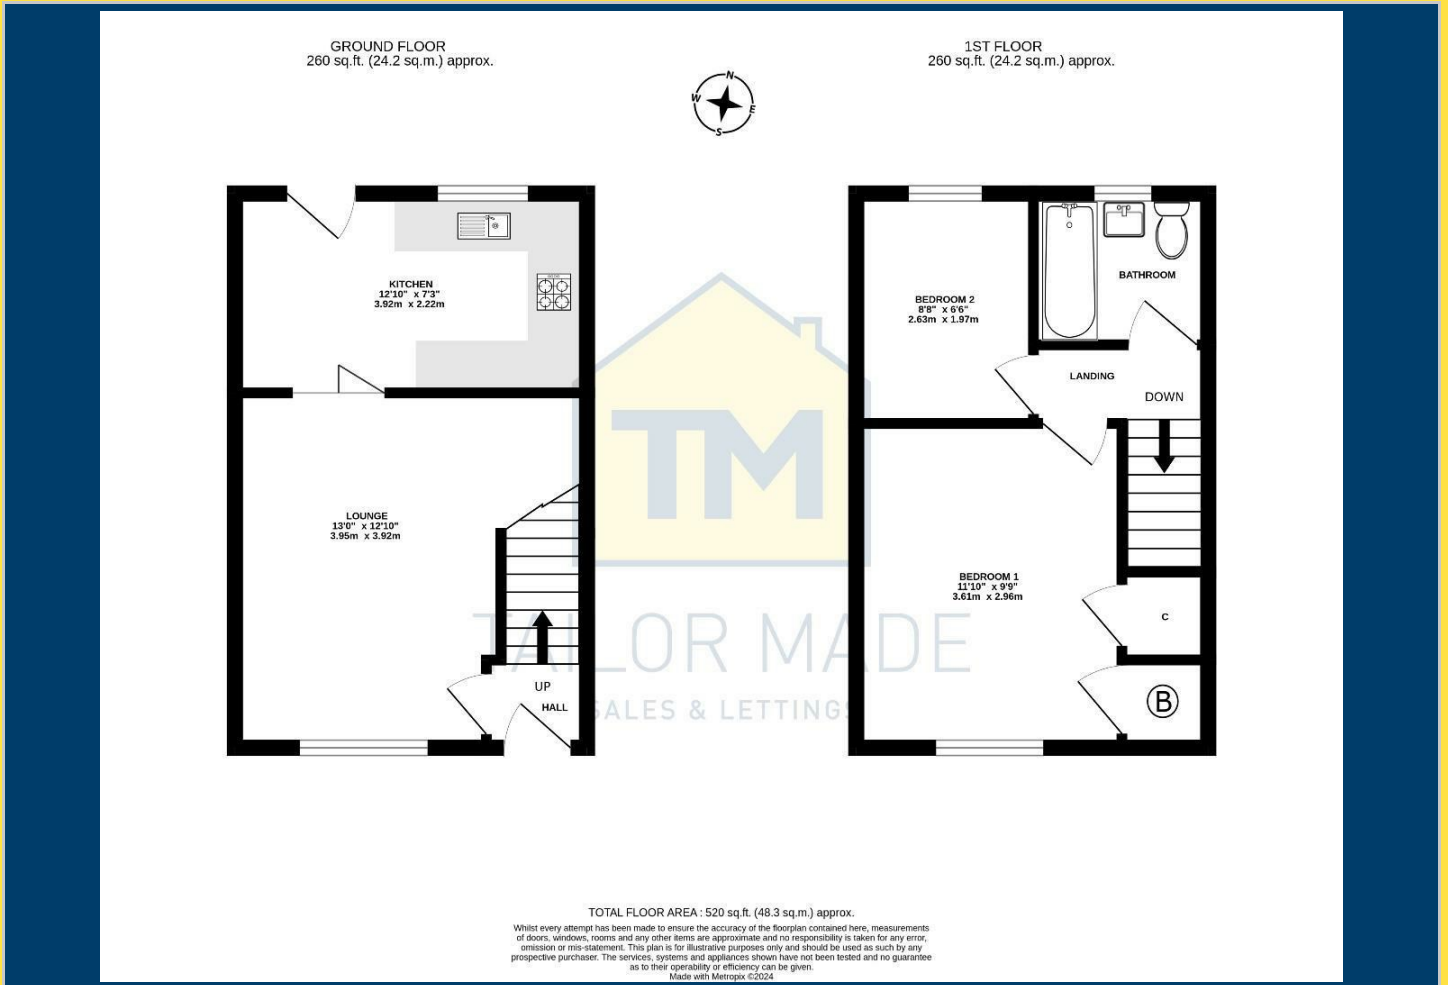 GROUND FLOOR
260 sq.ft. (24.2 sq.m.) approx.
1ST FLOOR
260 sq.ft. (24.2 sq.m.) approx.
N
W
E
S
KITCHEN
12'10" x 7'3"
3.92m x 2.22m
LOUNGE
13'0" x 12'10"
3.95m x 3.92m
UP
HALL
BEDROOM 2
8'8" x 6'6"
2.63m x 1.97m
BATHROOM
LANDING
DOWN
BEDROOM 1
11'10" x 9'9"
3.61m x 2.96m
C
B
TM
TAILOR MADE
SALES & LETTINGS
TOTAL FLOOR AREA : 520 sq.ft. (48.3 sq.m.) approx.
Whilst every attempt has been made to ensure the accuracy of the floorplan contained here, measurements
of doors, windows, rooms and any other items are approximate and no responsibility is taken for any error,
omission or mis-statement. This plan is for illustrative purposes only and should be used as such by any
prospective purchaser. The services, systems and appliances shown have not been tested and no guarantee
as to their operability or efficiency can be given.
Made with Metropix ©2024